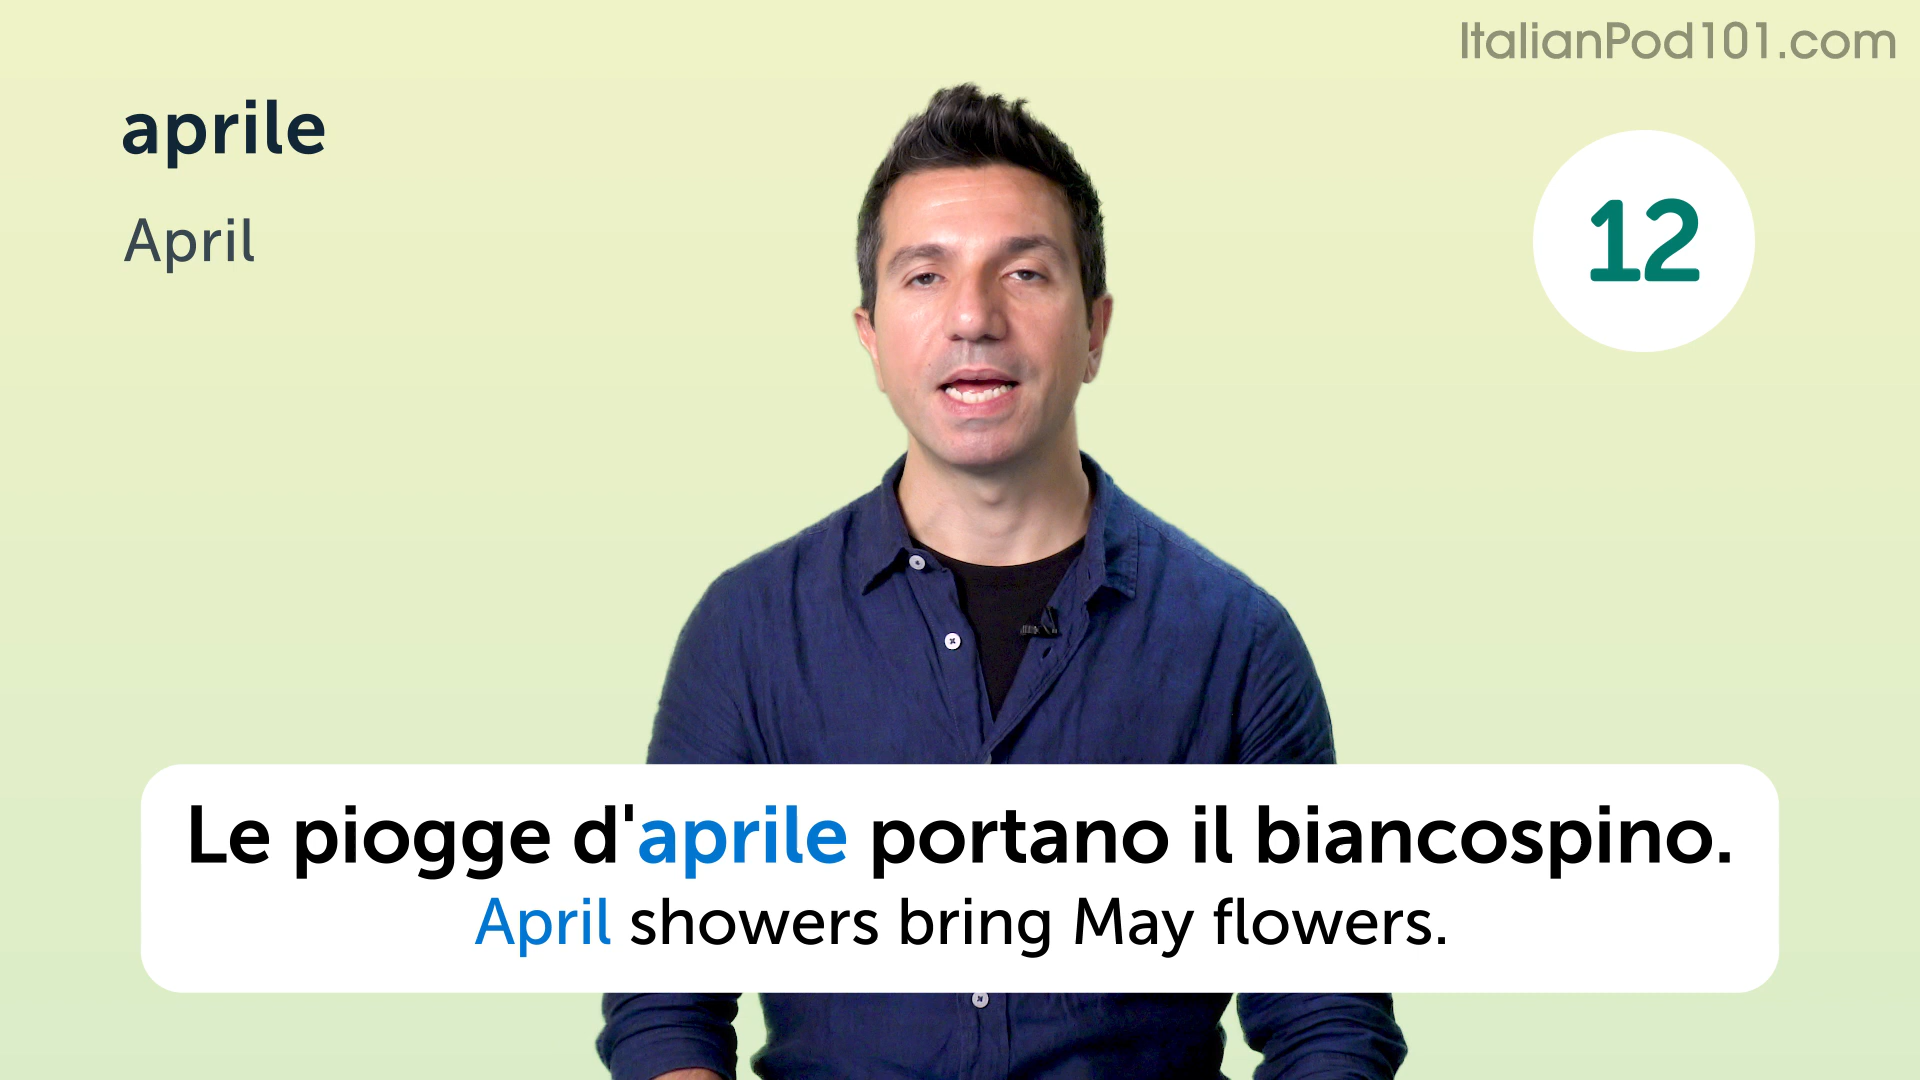 ItalianPod101.com
aprile
April
12
Le piogge d'aprile portano il biancospino.
April showers bring May flowers.